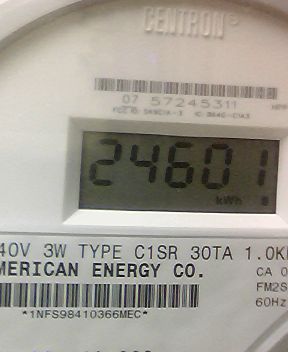 CENTRON®
07 57245311
24601
kWh
40V 3W TYPE C1SR 30TA 1.0K
MERICAN ENERGY CO.
CA 0
FM2S
60Hz
*1NFS98410366MEC*